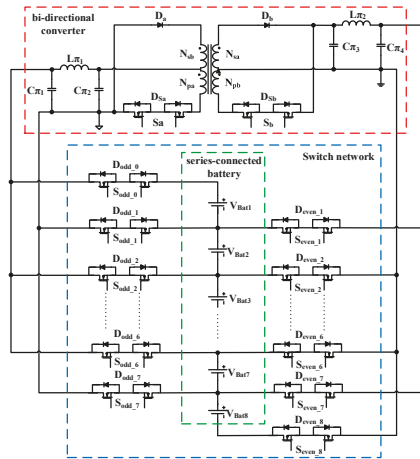 bi-directional
converter
Da
Db
Lπ1
Lπ2
Nsb
Nsa
Npa
Npb
Cπ1
Cπ2
Cπ3
Cπ4
DSa
Sa
DSb
Sb
series-connected
battery
Switch network
Dodd_0
Sodd_0
VBat1
Dodd_1
Sodd_1
Deven_1
Seven_1
VBat2
Dodd_2
Sodd_2
Deven_2
Seven_2
VBat3
Dodd_6
Sodd_6
Deven_6
Seven_6
VBat7
Dodd_7
Sodd_7
Deven_7
Seven_7
VBat8
Deven_8
Seven_8